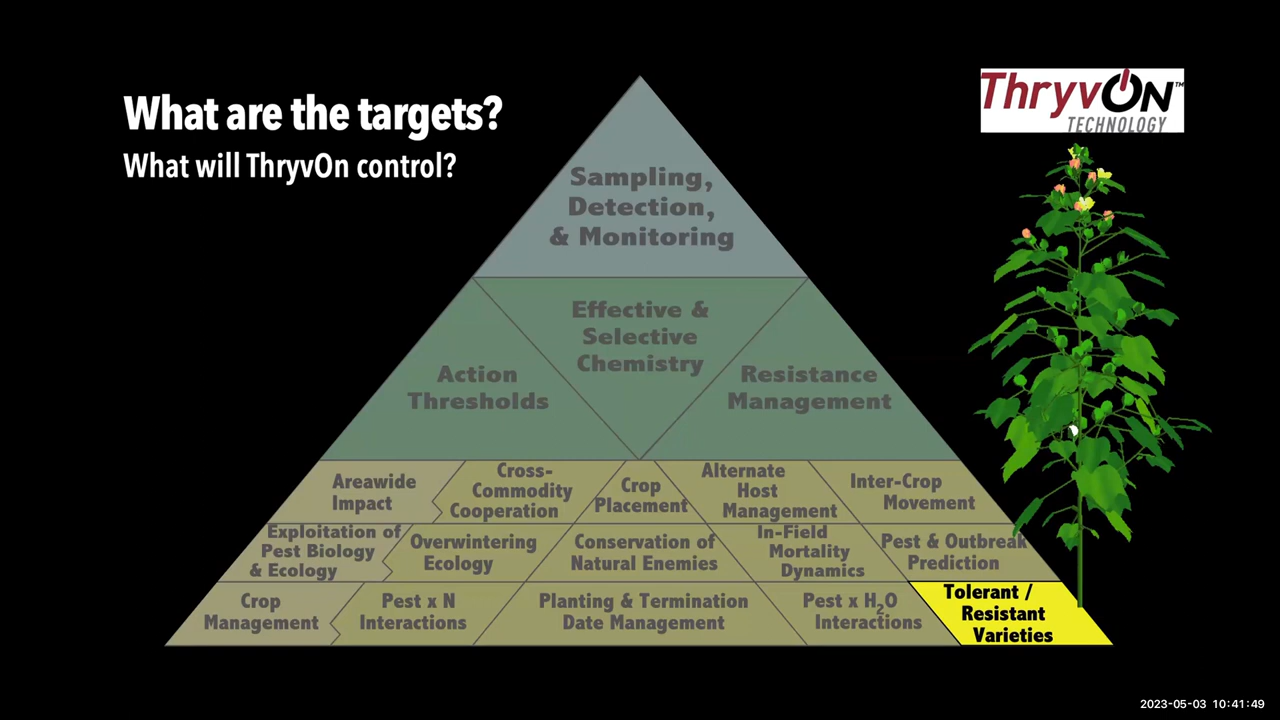 What are the targets?
What will ThryvOn control?
ThryvON™
TECHNOLOGY
Sampling,
Detection,
& Monitoring
Effective &
Selective
Chemistry
Action
Thresholds
Resistance
Management
Areawide
Impact
Cross-
Commodity
Cooperation
Crop
Placement
Alternate
Host
Management
Inter-Crop
Movement
Exploitation of
Pest Biology
& Ecology
Overwintering
Ecology
Conservation of
Natural Enemies
In-Field
Mortality
Dynamics
Pest & Outbreak
Prediction
Crop
Management
Pest x N
Interactions
Planting & Termination
Date Management
Pest x H₂O
Interactions
Tolerant /
Resistant
Varieties
2023-05-03 10:41:49